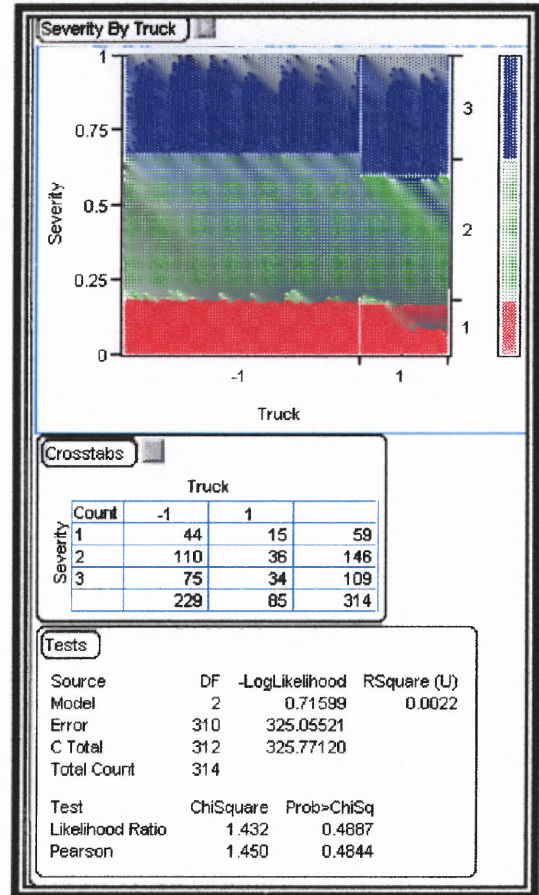 Severity By Truck
1
0.75
0.5
0.25
0
Severity
3
2
1
-1 1
Truck
Crosstabs
Truck
Severity
Count -1 1
1 44 15 59
2 110 36 146
3 75 34 109
229 85 314
Tests
Source DF -LogLikelihood RSquare (U)
Model 2 0.71599 0.0022
Error 310 325.05521
C Total 312 325.77120
Total Count 314
Test ChiSquare Prob>ChiSq
Likelihood Ratio 1.432 0.4887
Pearson 1.450 0.4844